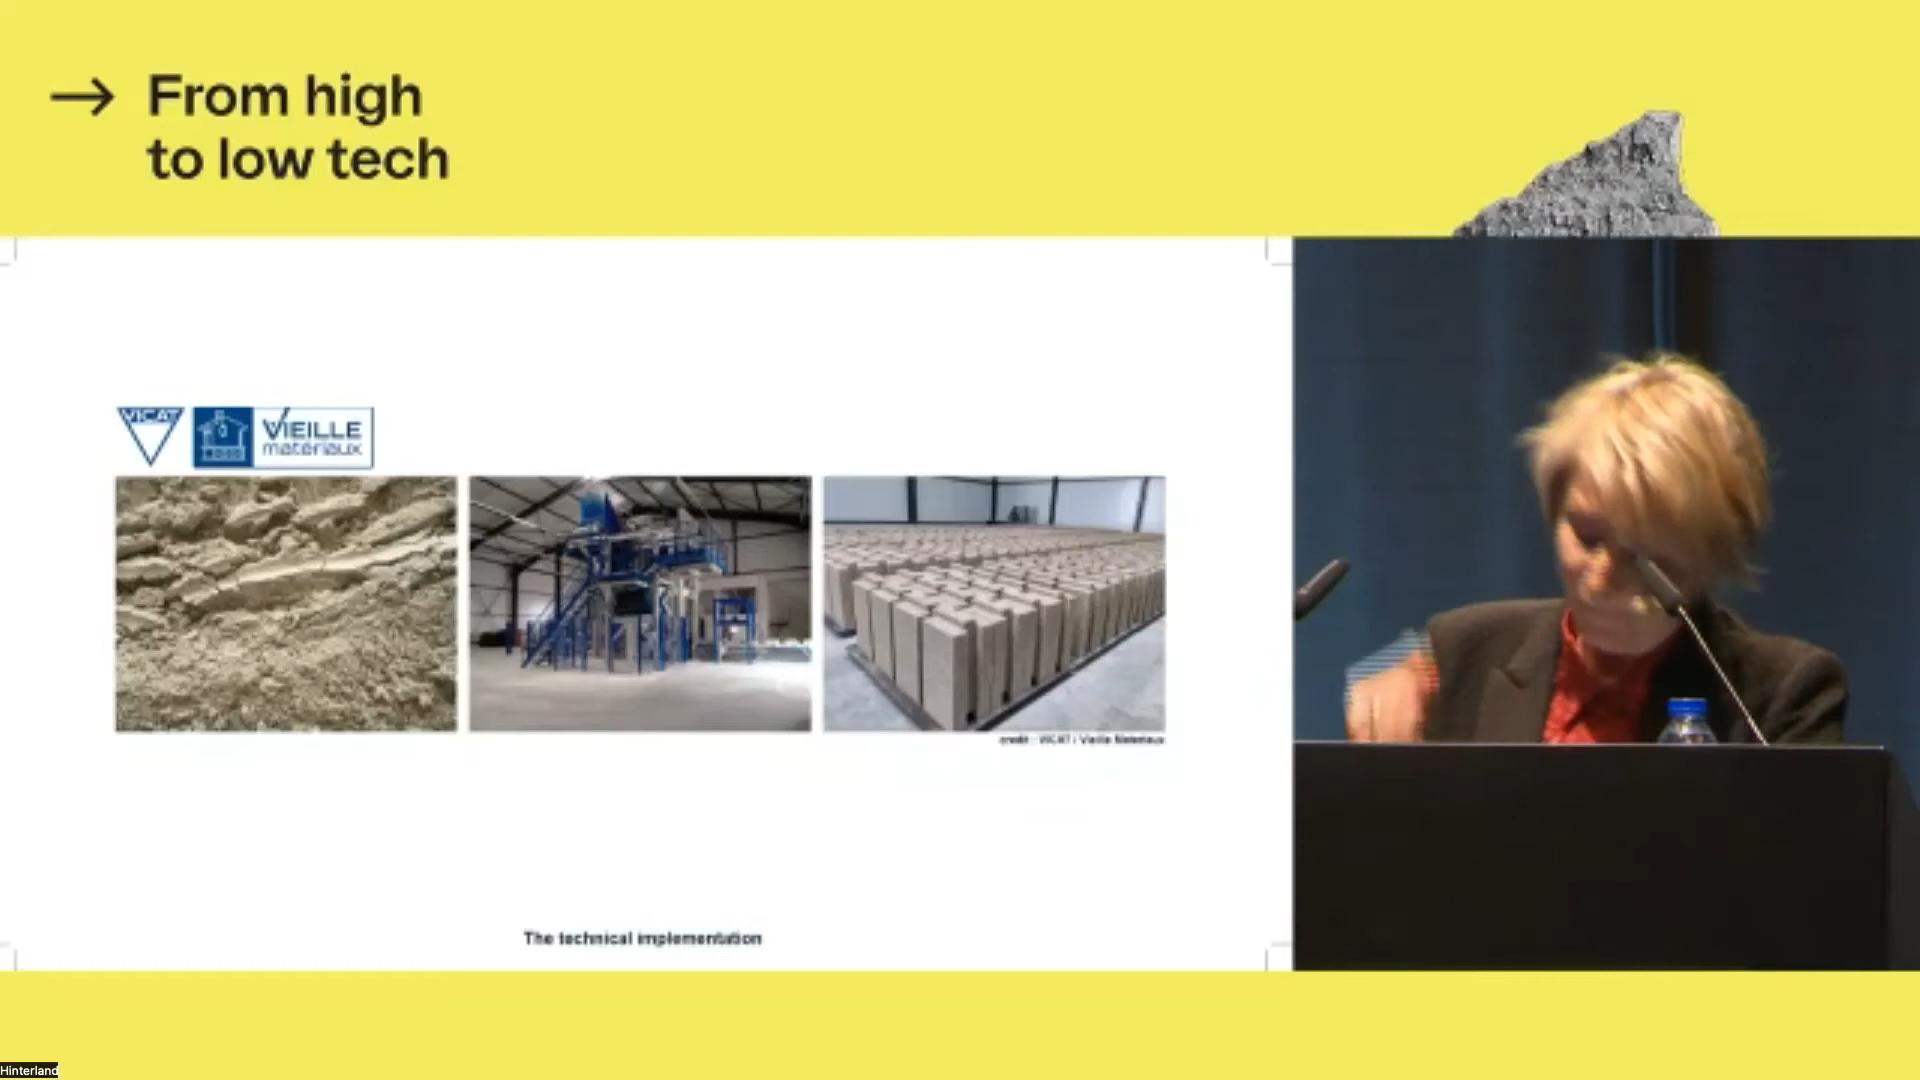 From high
to low tech
VICAT
VIEILLE
matériaux
credit : VICAT / Vieille Materiaux
The technical implementation
Hinterland